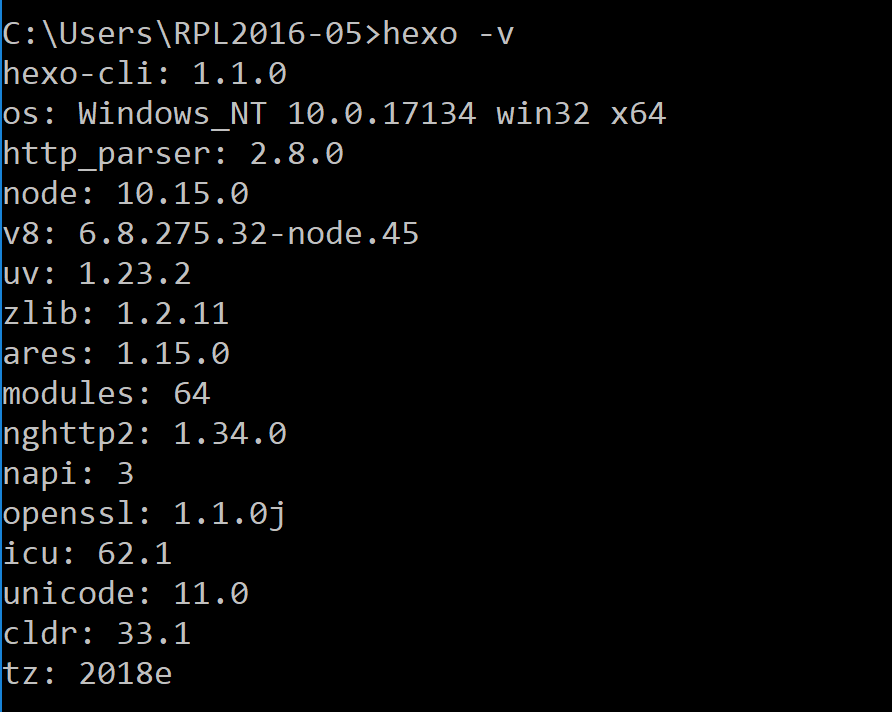 C:\Users\RPL2016-05>hexo -v
hexo-cli: 1.1.0
os: Windows_NT 10.0.17134 win32 x64
http_parser: 2.8.0
node: 10.15.0
v8: 6.8.275.32-node.45
uv: 1.23.2
zlib: 1.2.11
ares: 1.15.0
modules: 64
nghttp2: 1.34.0
napi: 3
openssl: 1.1.0j
icu: 62.1
unicode: 11.0
cldr: 33.1
tz: 2018e